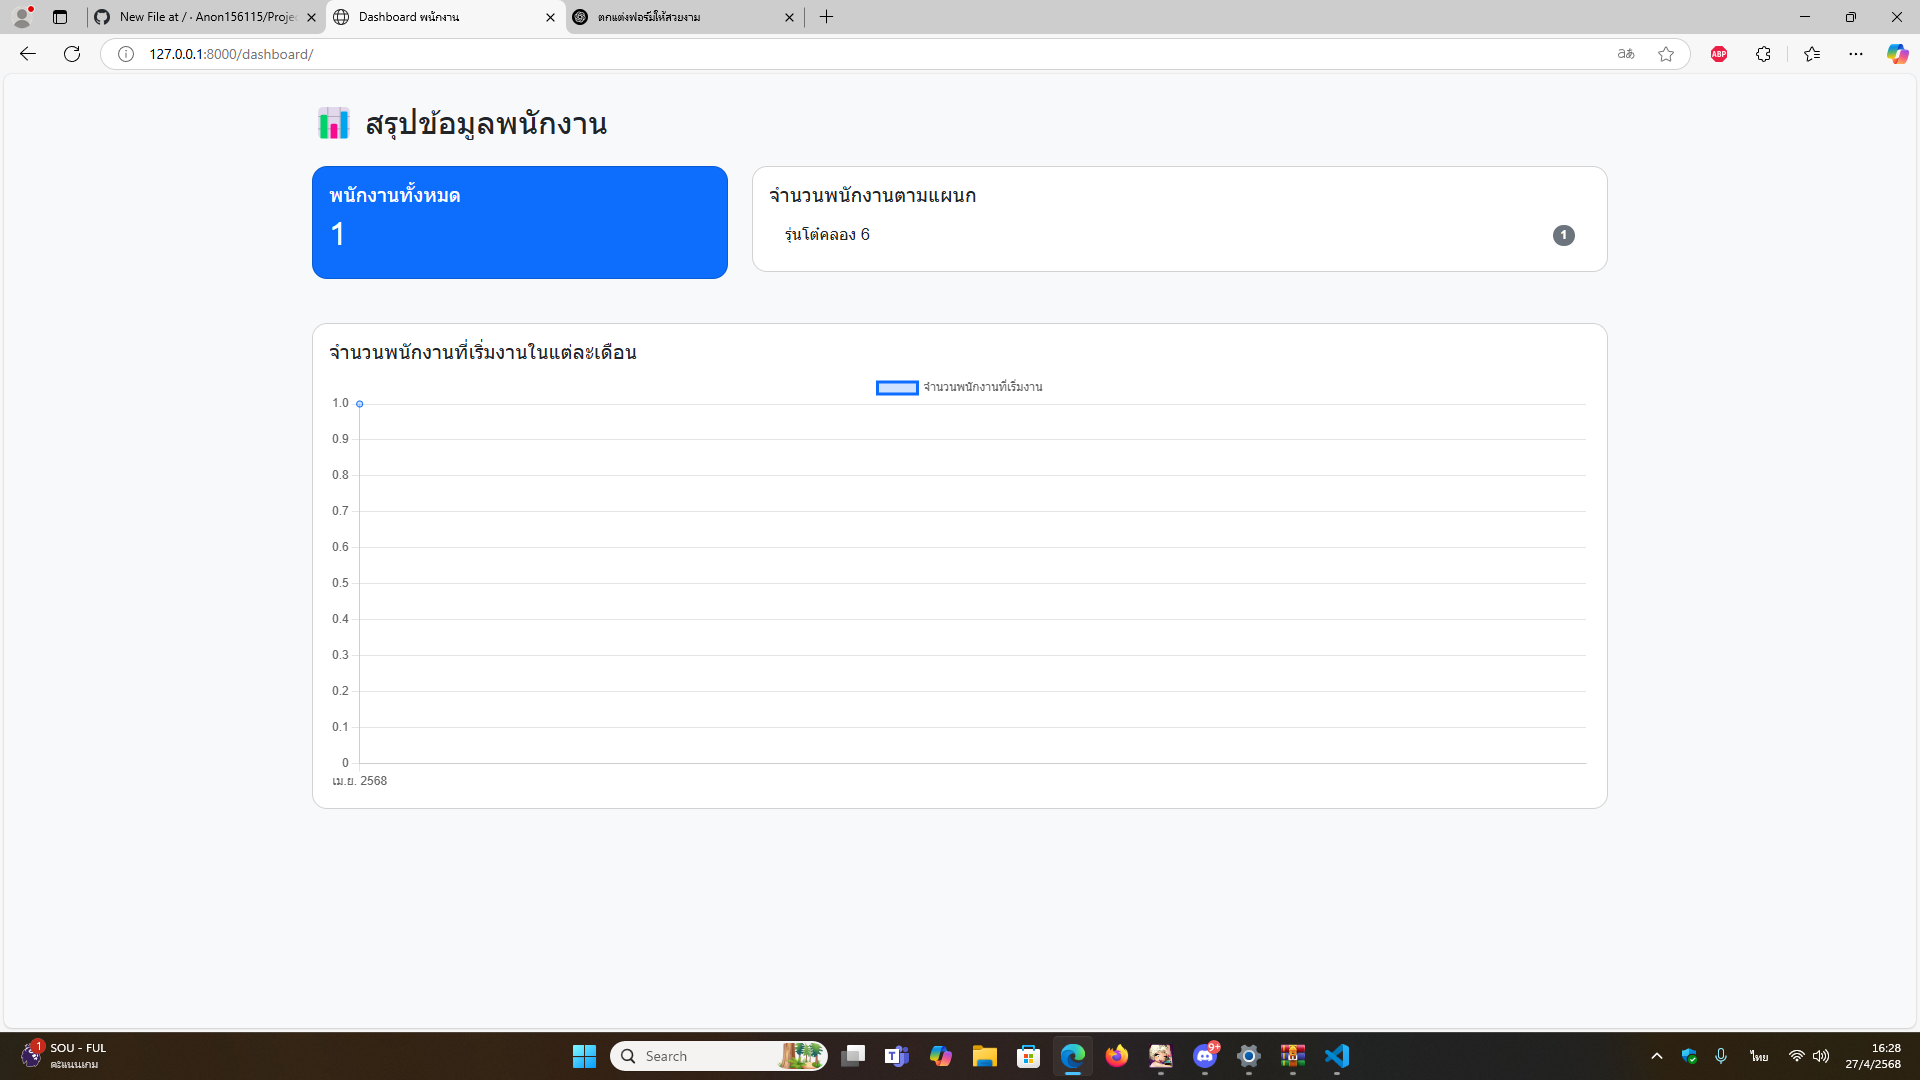 New File at / · Anon156115/Projec
Dashboard พนักงาน
ตกแต่งฟอร์มให้สวยงาม
127.0.0.1:8000/dashboard/
ABP
สรุปข้อมูลพนักงาน
พนักงานทั้งหมด
1
จำนวนพนักงานตามแผนก
รุ่นโต๋คลอง 6
1
จำนวนพนักงานที่เริ่มงานในแต่ละเดือน
จำนวนพนักงานที่เริ่มงาน
1.0
0.9
0.8
0.7
0.6
0.5
0.4
0.3
0.2
0.1
0
เม.ย. 2568
1
SOU - FUL
คะแนนเกม
Search
9+
ไทย
16:28
27/4/2568